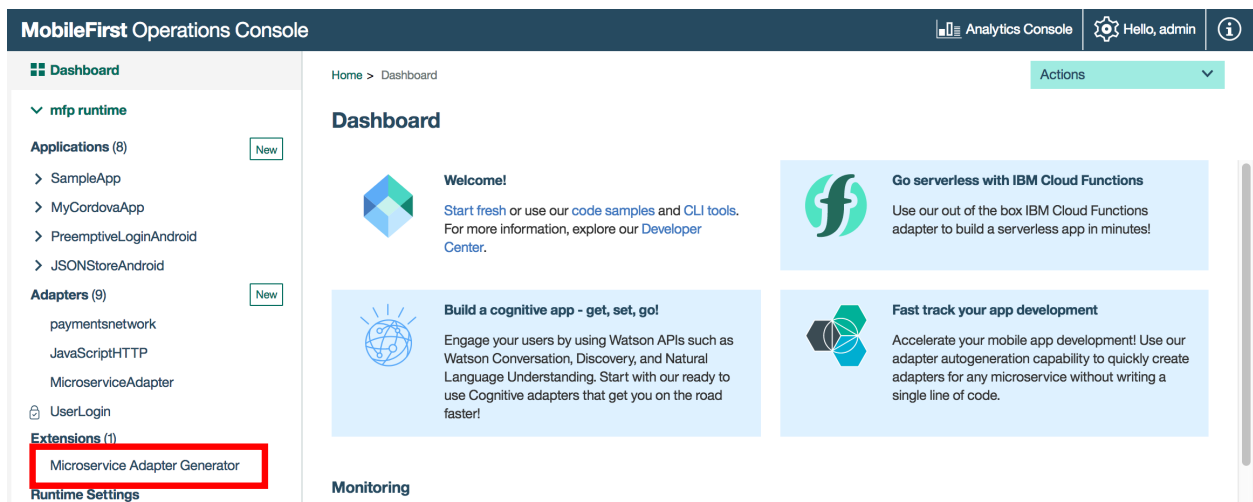 MobileFirst Operations Console
Analytics Console
Hello, admin
Dashboard
mfp runtime
Applications (8)
New
SampleApp
MyCordovaApp
PreemptiveLoginAndroid
JSONStoreAndroid
Adapters (9)
New
paymentsnetwork
JavaScriptHTTP
MicroserviceAdapter
UserLogin
Extensions (1)
Microservice Adapter Generator
Runtime Settings
Home > Dashboard
Actions
Dashboard
Welcome!
Start fresh or use our code samples and CLI tools.
For more information, explore our Developer
Center.
Go serverless with IBM Cloud Functions
Use our out of the box IBM Cloud Functions
adapter to build a serverless app in minutes!
Build a cognitive app - get, set, go!
Engage your users by using Watson APIs such as
Watson Conversation, Discovery, and Natural
Language Understanding. Start with our ready to
use Cognitive adapters that get you on the road
faster!
Fast track your app development
Accelerate your mobile app development! Use our
adapter autogeneration capability to quickly create
adapters for any microservice without writing a
single line of code.
Monitoring